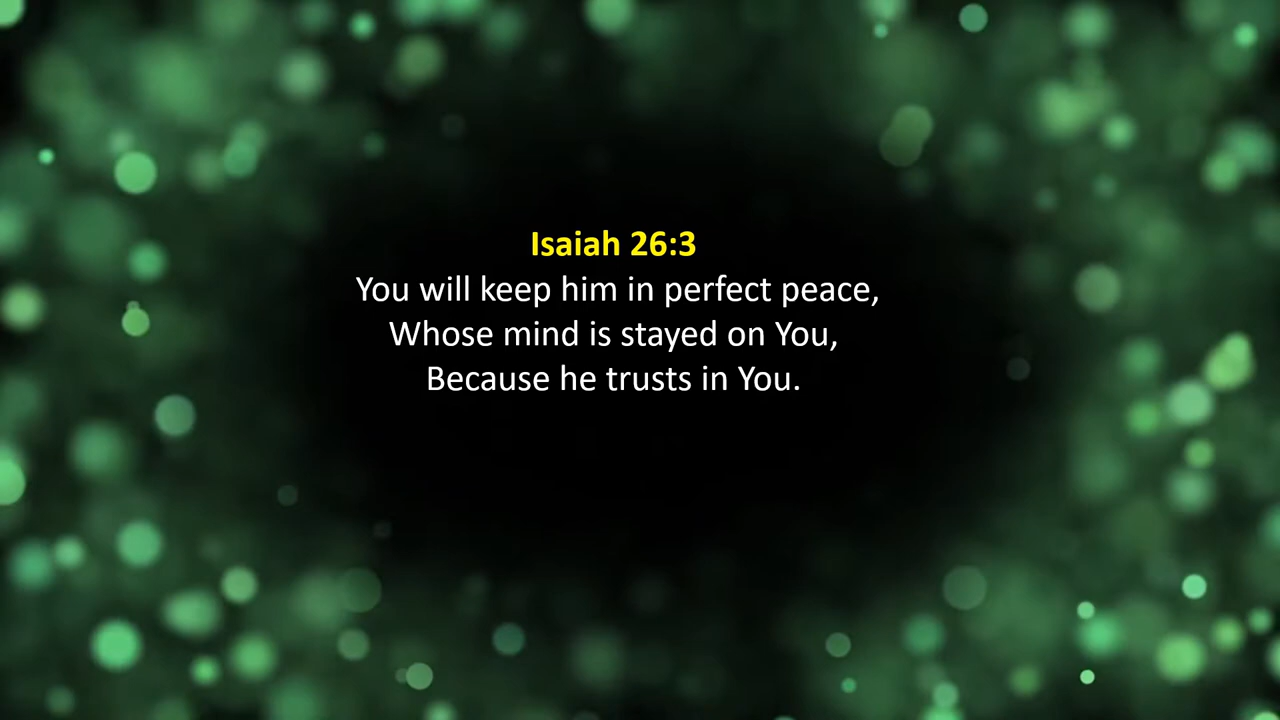 Isaiah 26:3
You will keep him in perfect peace,
Whose mind is stayed on You,
Because he trusts in You.